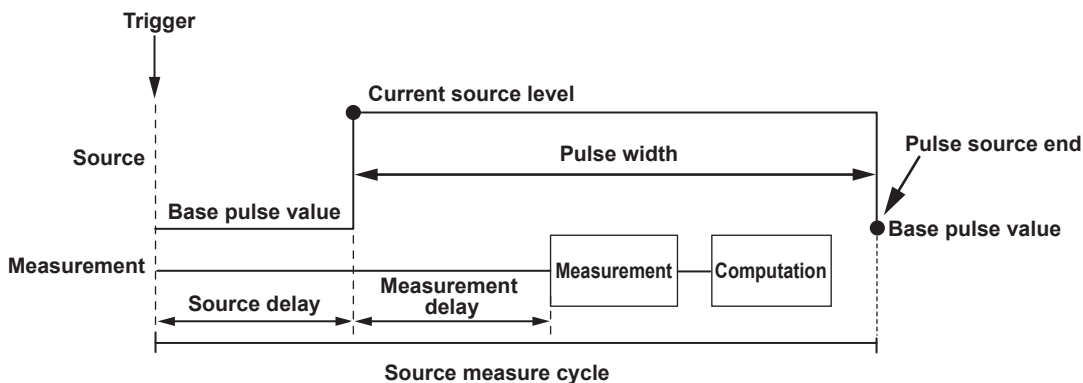 Trigger
Current source level
Source
Pulse width
Pulse source end
Base pulse value
Base pulse value
Measurement
Measurement
Computation
Source delay
Measurement
delay
Source measure cycle